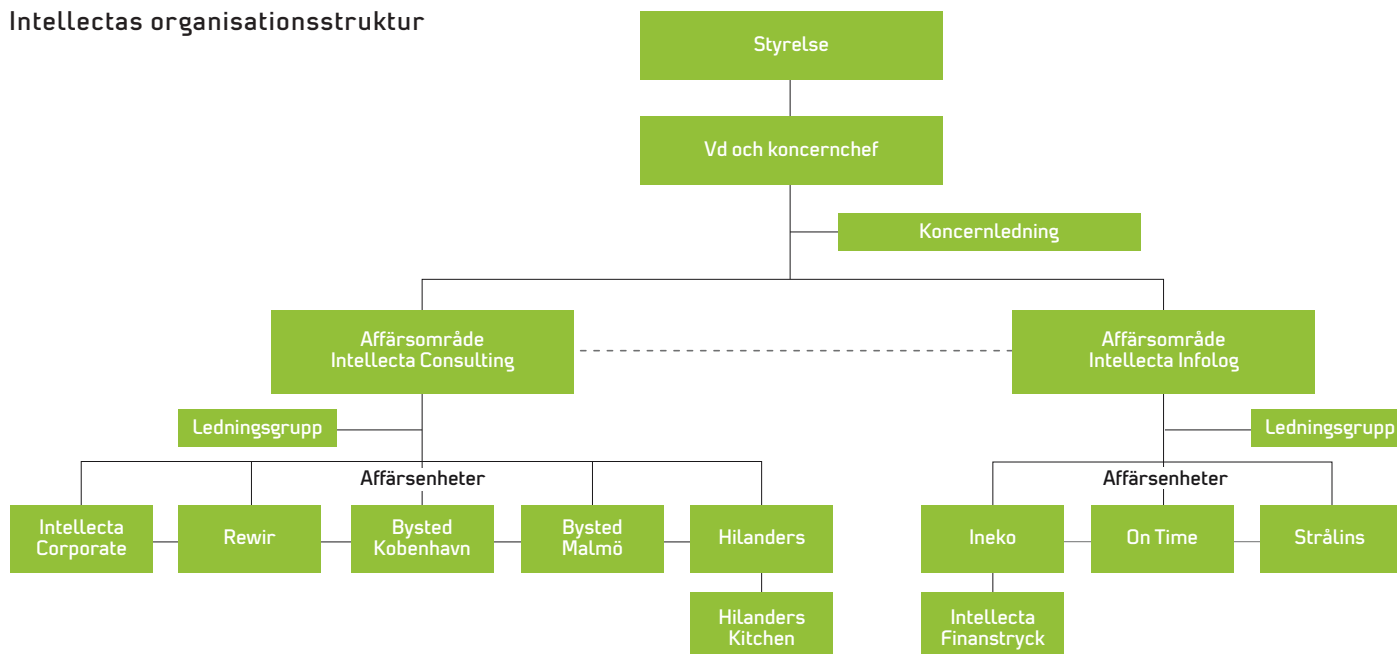 Intellectas organisationsstruktur
Styrelse
Vd och koncernchef
Koncernledning
Affärsområde
Intellecta Consulting
Affärsområde
Intellecta Infolog
Ledningsgrupp
Ledningsgrupp
Affärsenheter
Affärsenheter
Intellecta
Corporate
Rewir
Bysted
Kobenhavn
Bysted
Malmö
Hilanders
Ineko
On Time
Strålins
Hilanders
Kitchen
Intellecta
Finanstryck